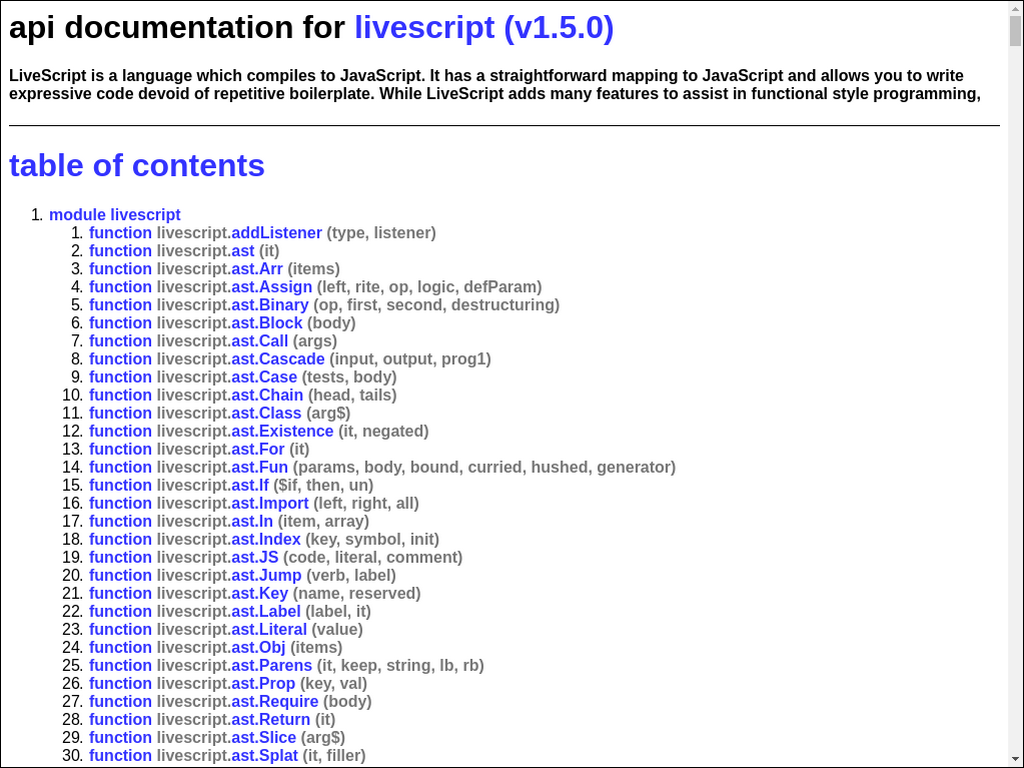 api documentation for livescript (v1.5.0)
LiveScript is a language which compiles to JavaScript. It has a straightforward mapping to JavaScript and allows you to write
expressive code devoid of repetitive boilerplate. While LiveScript adds many features to assist in functional style programming,
table of contents
1. module livescript
1. function livescript.addListener (type, listener)
2. function livescript.ast (it)
3. function livescript.ast.Arr (items)
4. function livescript.ast.Assign (left, rite, op, logic, defParam)
5. function livescript.ast.Binary (op, first, second, destructuring)
6. function livescript.ast.Block (body)
7. function livescript.ast.Call (args)
8. function livescript.ast.Cascade (input, output, prog1)
9. function livescript.ast.Case (tests, body)
10. function livescript.ast.Chain (head, tails)
11. function livescript.ast.Class (arg$)
12. function livescript.ast.Existence (it, negated)
13. function livescript.ast.For (it)
14. function livescript.ast.Fun (params, body, bound, curried, hushed, generator)
15. function livescript.ast.If ($if, then, un)
16. function livescript.ast.Import (left, right, all)
17. function livescript.ast.In (item, array)
18. function livescript.ast.Index (key, symbol, init)
19. function livescript.ast.JS (code, literal, comment)
20. function livescript.ast.Jump (verb, label)
21. function livescript.ast.Key (name, reserved)
22. function livescript.ast.Label (label, it)
23. function livescript.ast.Literal (value)
24. function livescript.ast.Obj (items)
25. function livescript.ast.Parens (it, keep, string, lb, rb)
26. function livescript.ast.Prop (key, val)
27. function livescript.ast.Require (body)
28. function livescript.ast.Return (it)
29. function livescript.ast.Slice (arg$)
30. function livescript.ast.Splat (it, filler)